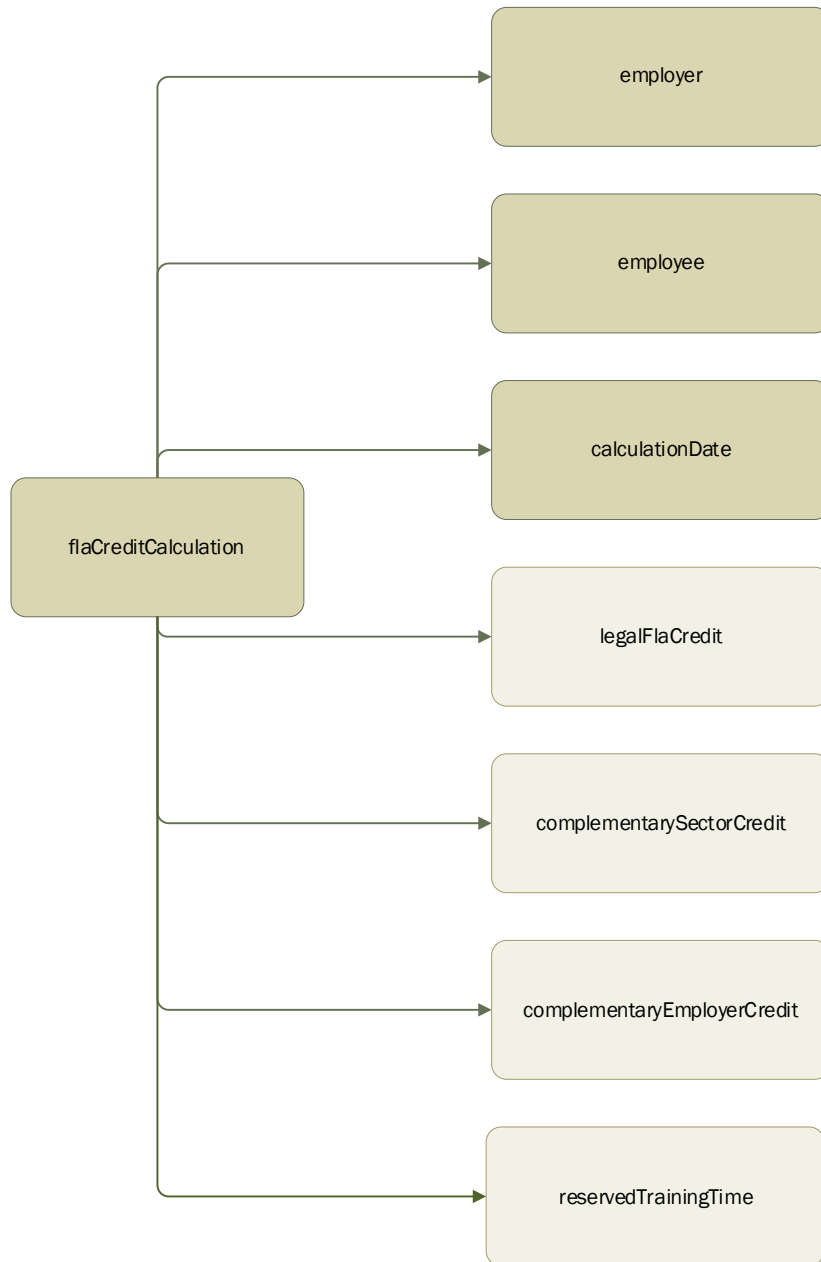 employer
employee
calculationDate
flaCreditCalculation
legalFlaCredit
complementarySectorCredit
complementaryEmployerCredit
reservedTrainingTime